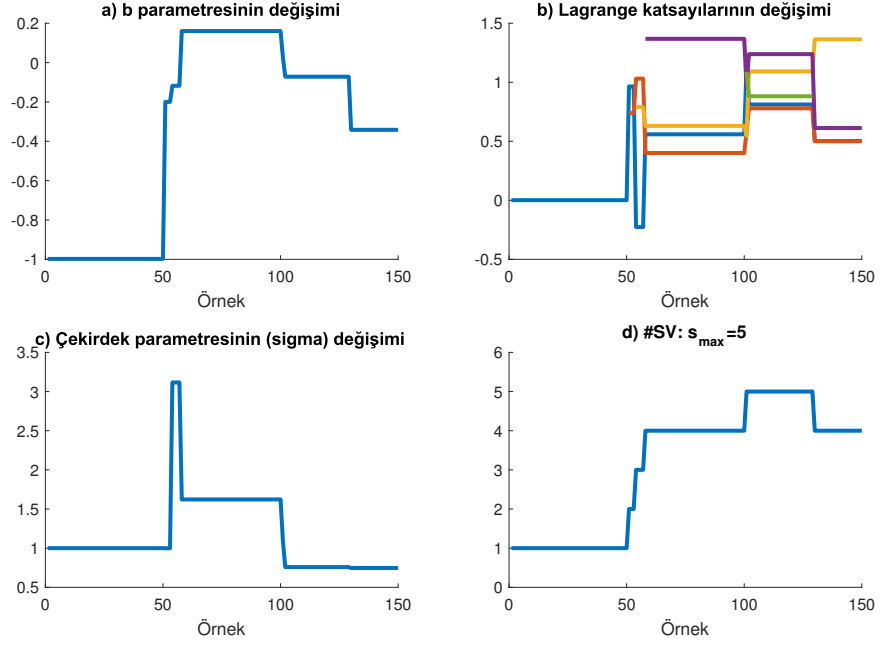 a) b parametresinin değişimi
0.2
0
-0.2
-0.4
-0.6
-0.8
-1
0 50 100 150
Örnek
b) Lagrange katsayılarının değişimi
1.5
1
0.5
0
-0.5
0 50 100 150
Örnek
c) Çekirdek parametresinin (sigma) değişimi
3.5
3
2.5
2
1.5
1
0.5
0 50 100 150
Örnek
d) #SV: s_max=5
6
5
4
3
2
1
0
0 50 100 150
Örnek